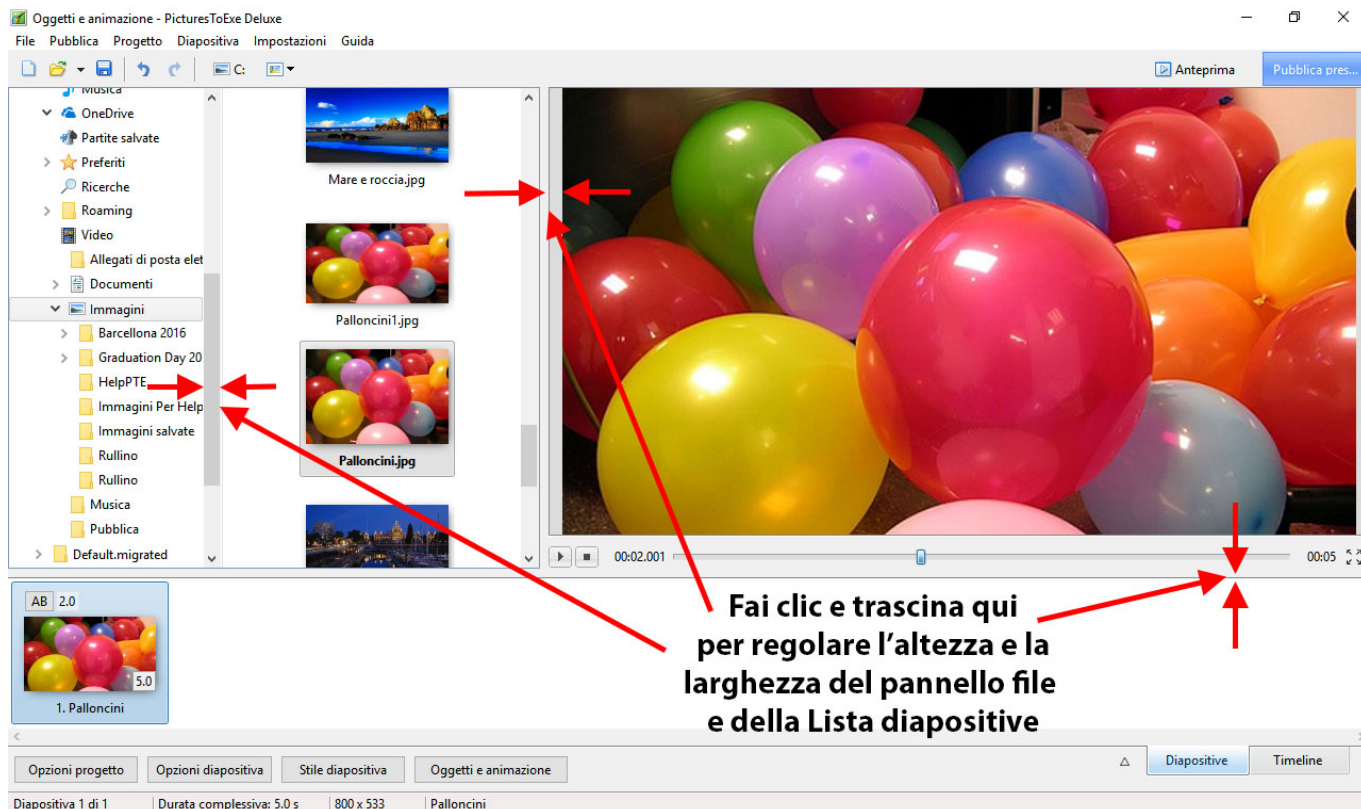 Oggetti e animazione - PicturesToExe Deluxe
File Pubblica Progetto Diapositiva Impostazioni Guida
C:
Anteprima
Pubblica pres...
Musica
OneDrive
Partite salvate
Preferiti
Ricerche
Roaming
Video
Allegati di posta elet
Documenti
Immagini
Barcellona 2016
Graduation Day 20
HelpPTE
Immagini Per Help
Immagini salvate
Rullino
Rullino
Musica
Pubblica
Default.migrated
Mare e roccia.jpg
Palloncini1.jpg
Palloncini.jpg
00:02.001
00:05
AB 2.0
5.0
1. Palloncini
Fai clic e trascina qui
per regolare l'altezza e la
larghezza del pannello file
e della Lista diapositive
Opzioni progetto
Opzioni diapositiva
Stile diapositiva
Oggetti e animazione
Diapositive
Timeline
Diapositiva 1 di 1
Durata complessiva: 5.0 s
800 x 533
Palloncini